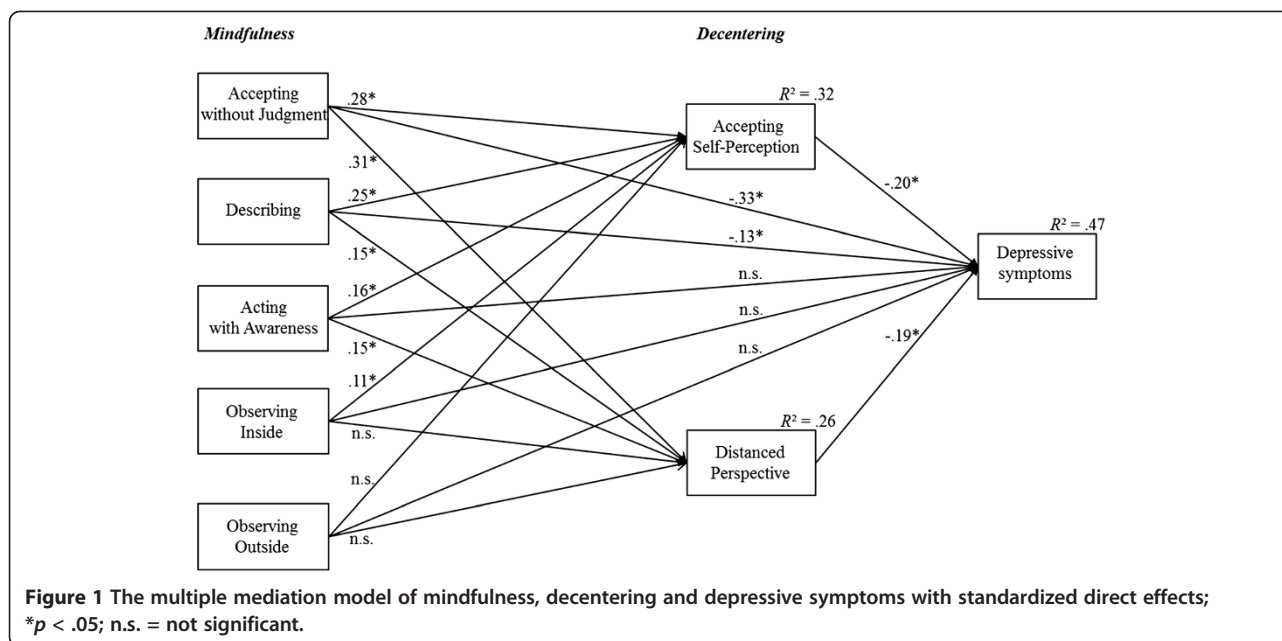 Mindfulness
Decentering
Accepting
without Judgment
Describing
Acting
with Awareness
Observing
Inside
Observing
Outside
.28*
.31*
.25*
.15*
.16*
.15*
.11*
n.s.
n.s.
n.s.
-.33*
-.13*
n.s.
n.s.
n.s.
R² = .32
Accepting
Self-Perception
R² = .26
Distanced
Perspective
-.20*
-.19*
R² = .47
Depressive
symptoms
Figure 1 The multiple mediation model of mindfulness, decentering and depressive symptoms with standardized direct effects;
*p < .05; n.s. = not significant.